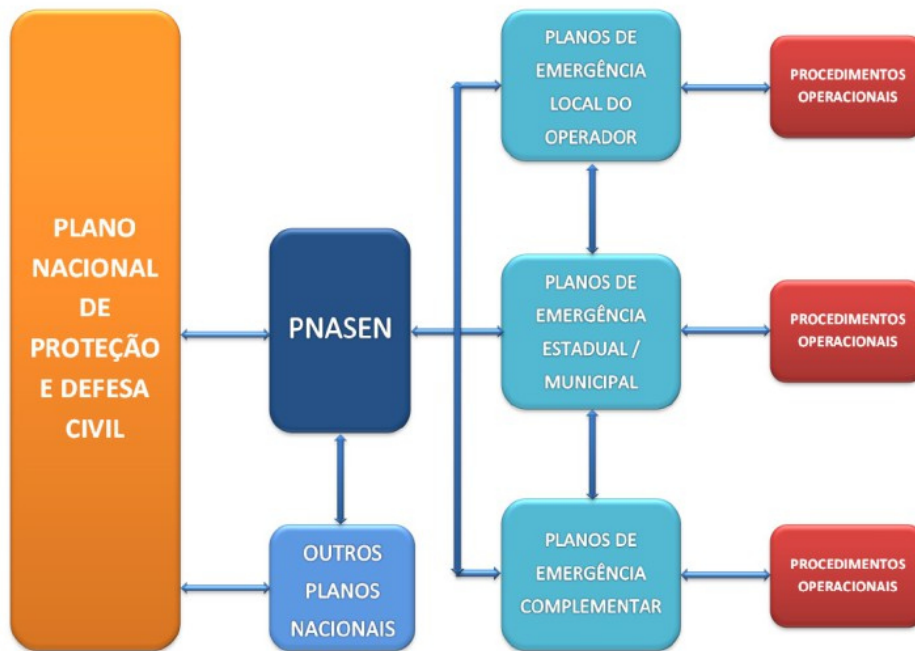 PLANO
NACIONAL
DE
PROTEÇÃO
E DEFESA
CIVIL
PNASEN
OUTROS
PLANOS
NACIONAIS
PLANOS DE
EMERGÊNCIA
LOCAL DO
OPERADOR
PROCEDIMENTOS
OPERACIONAIS
PLANOS DE
EMERGÊNCIA
ESTADUAL /
MUNICIPAL
PROCEDIMENTOS
OPERACIONAIS
PLANOS DE
EMERGÊNCIA
COMPLEMENTAR
PROCEDIMENTOS
OPERACIONAIS